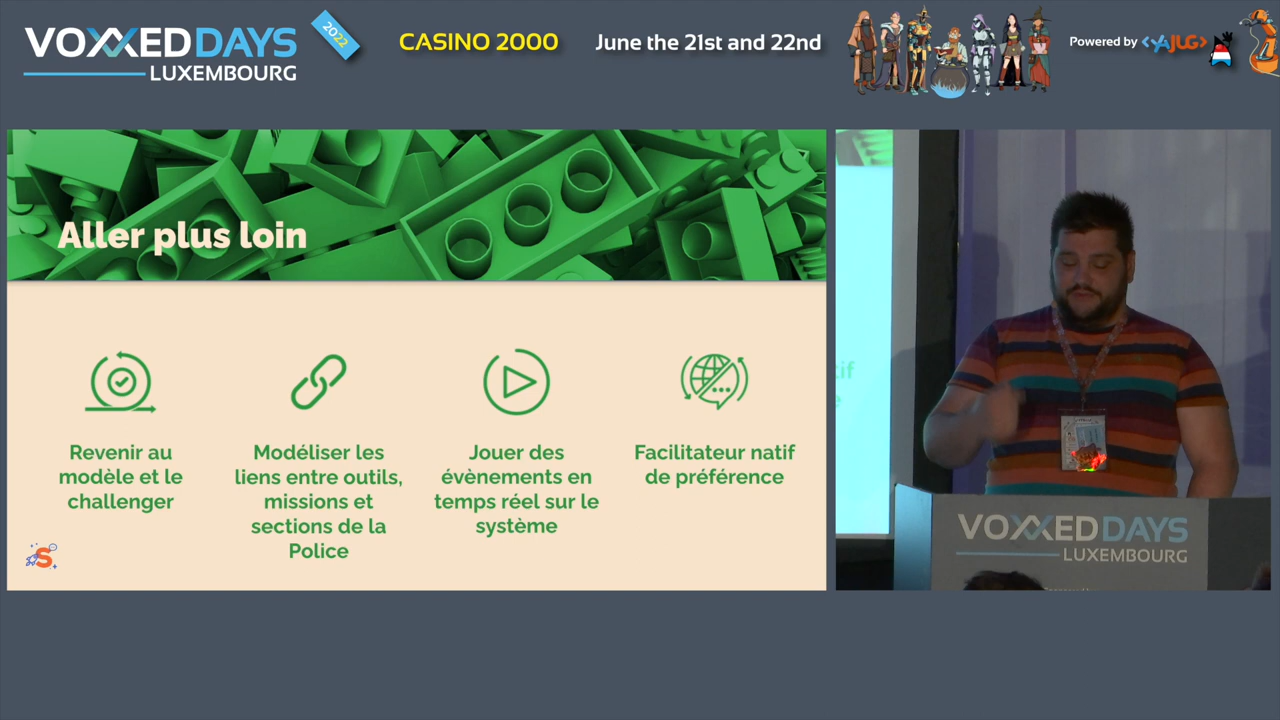 VOXXEDDAYS
LUXEMBOURG
2022
CASINO 2000
June the 21st and 22nd
Powered by <YAJUG>
Aller plus loin
Revenir au
modèle et le
challenger
Modéliser les
liens entre outils,
missions et
sections de la
Police
Jouer des
évènements en
temps réel sur le
système
Facilitateur natif
de préférence
S
tif
VOXXEDDAYS
LUXEMBOURG